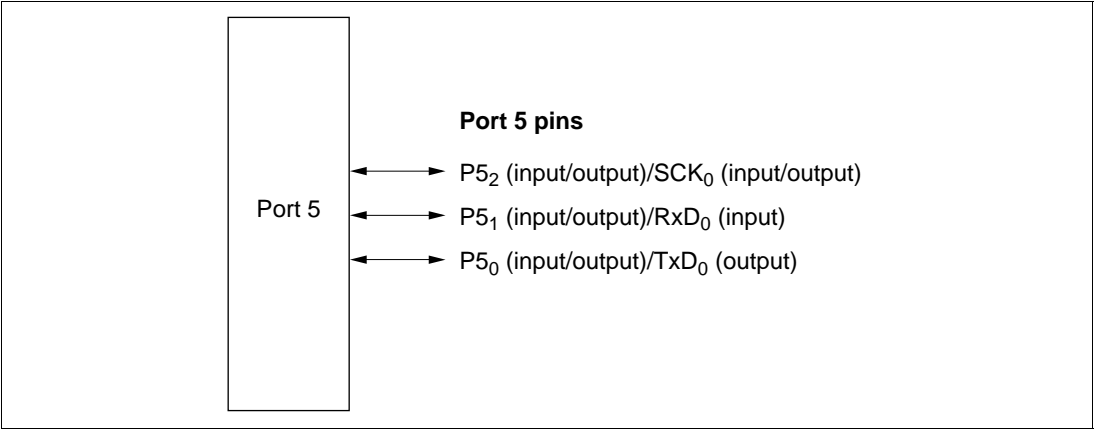 Port 5 pins
P5₂ (input/output)/SCK₀ (input/output)
Port 5
P5₁ (input/output)/RxD₀ (input)
P5₀ (input/output)/TxD₀ (output)